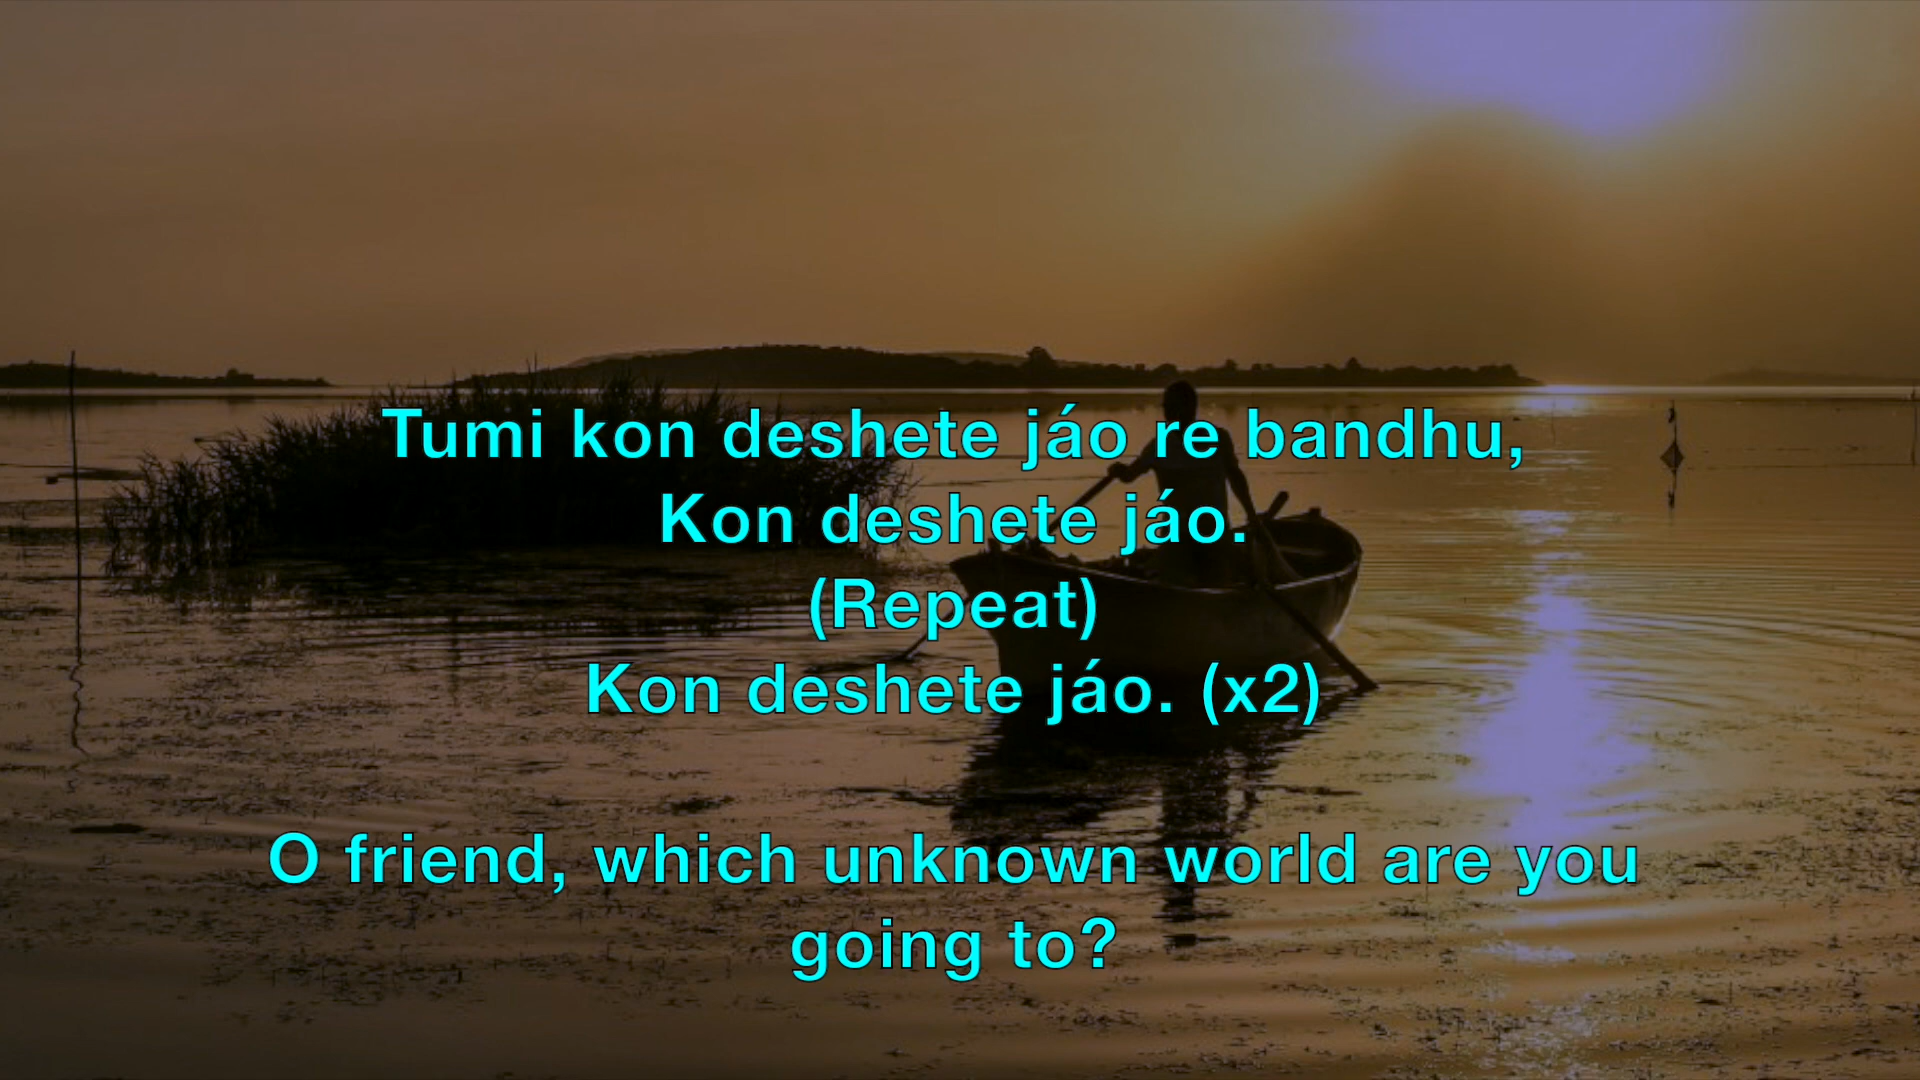 Tumi kon deshete jáo re bandhu,
Kon deshete jáo.
(Repeat)
Kon deshete jáo. (x2)
O friend, which unknown world are you
going to?